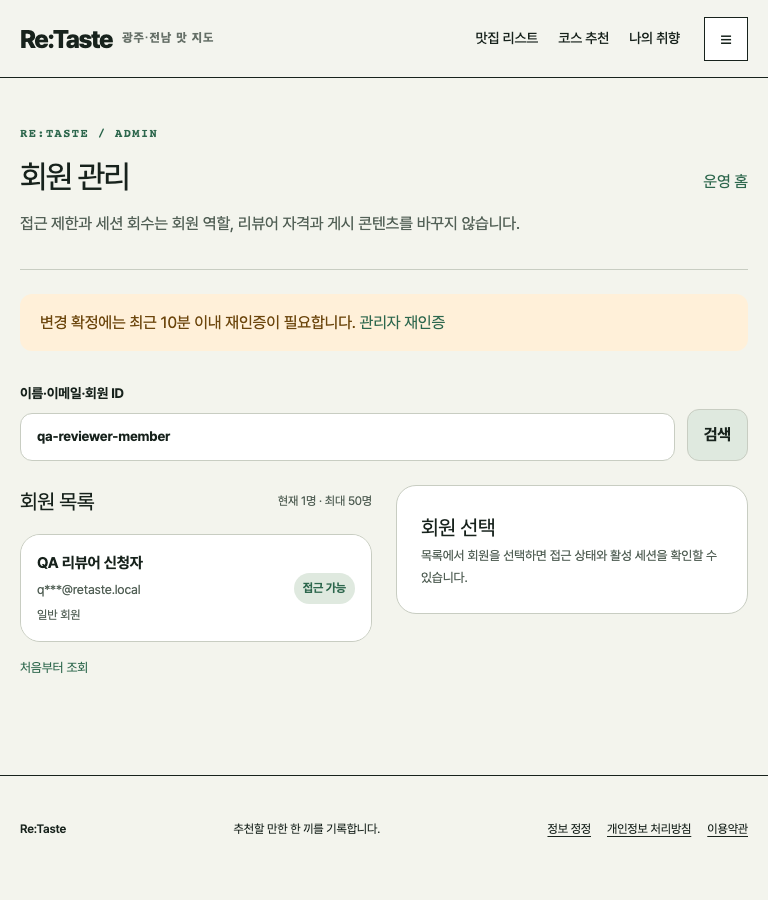 Re:Taste 광주·전남 맛 지도
맛집 리스트 코스 추천 나의 취향
RE:TASTE / ADMIN
회원 관리
운영 홈
접근 제한과 세션 회수는 회원 역할, 리뷰어 자격과 게시 콘텐츠를 바꾸지 않습니다.
변경 확정에는 최근 10분 이내 재인증이 필요합니다. 관리자 재인증
이름·이메일·회원 ID
qa-reviewer-member
검색
회원 목록
현재 1명 · 최대 50명
QA 리뷰어 신청자
q***@retaste.local
일반 회원
접근 가능
처음부터 조회
회원 선택
목록에서 회원을 선택하면 접근 상태와 활성 세션을 확인할 수
있습니다.
Re:Taste
추천할 만한 한 끼를 기록합니다.
정보 정정 개인정보 처리방침 이용약관